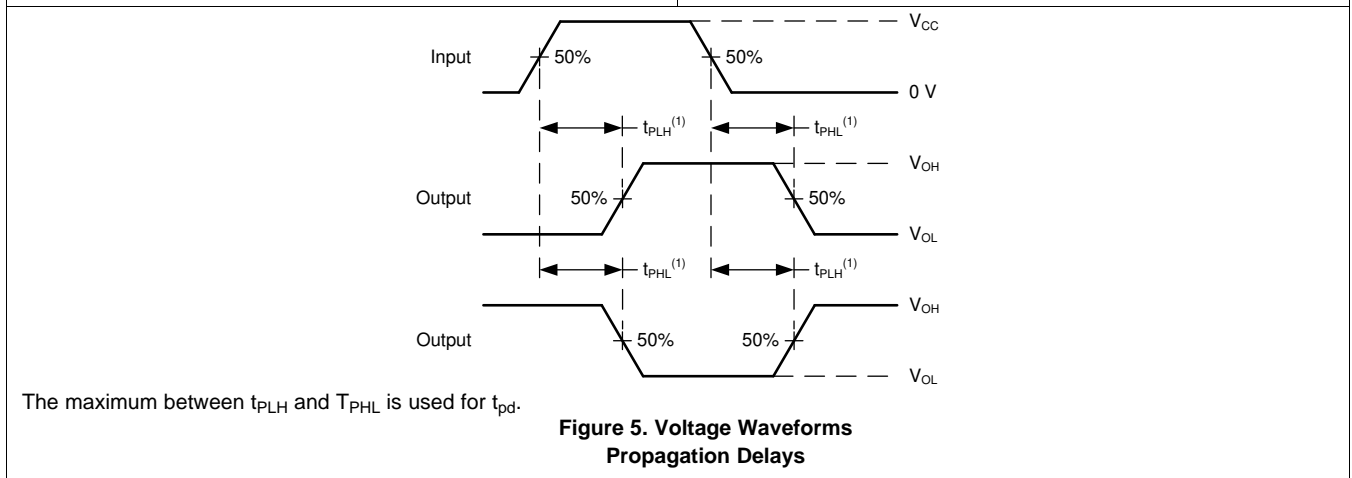 V_CC
Input
50%
50%
0 V
t_PLH^(1)
t_PHL^(1)
V_OH
Output
50%
50%
V_OL
t_PHL^(1)
t_PLH^(1)
V_OH
Output
50%
50%
V_OL
The maximum between t_PLH and T_PHL is used for t_pd.
Figure 5. Voltage Waveforms
Propagation Delays